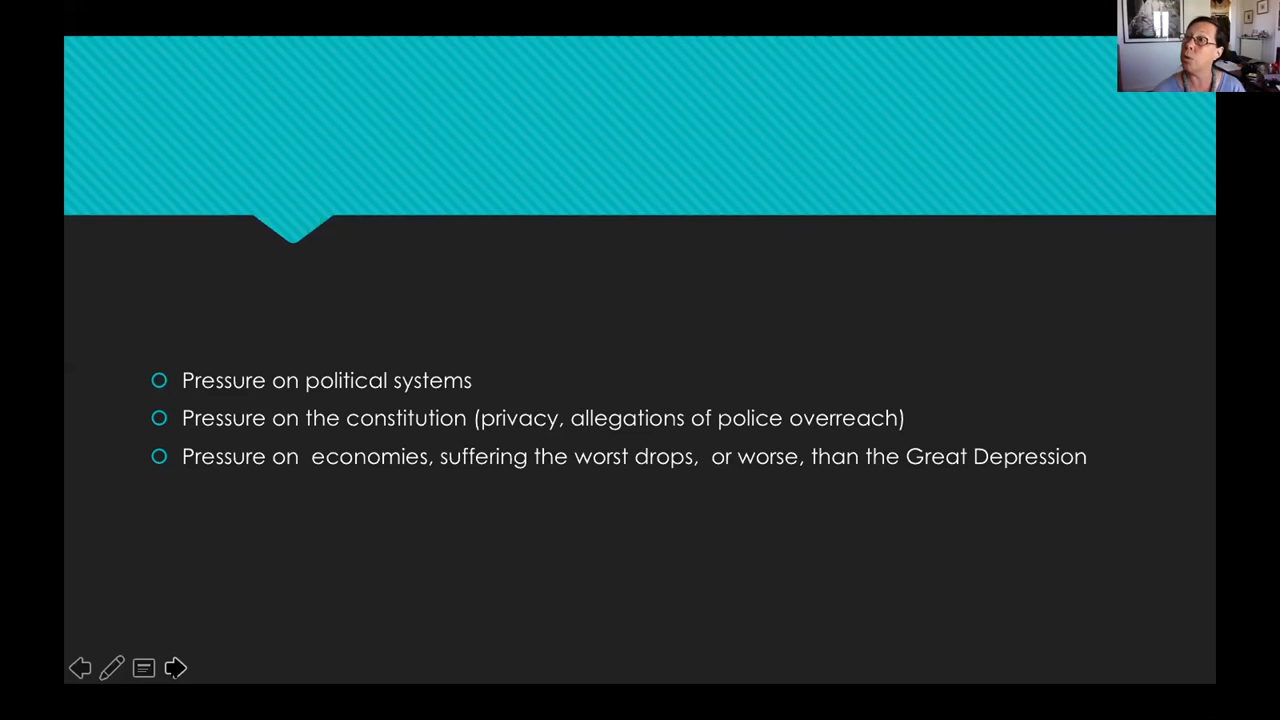 Pressure on political systems
Pressure on the constitution (privacy, allegations of police overreach)
Pressure on  economies, suffering the worst drops,  or worse, than the Great Depression